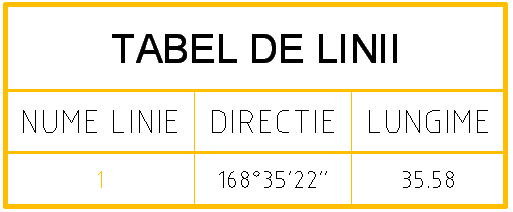 TABEL DE LINII
NUME LINIE DIRECTIE LUNGIME
1 168°35'22'' 35.58